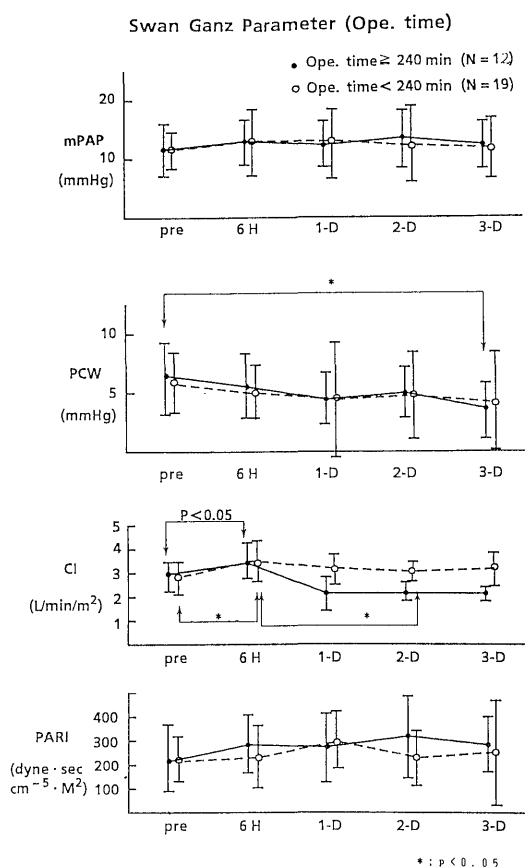 Swan Ganz Parameter (Ope. time)
• Ope. time ≥ 240 min (N = 12)
○ Ope. time < 240 min (N = 19)
20
mPAP
10
(mmHg)
pre 6 H 1-D 2-D 3-D
*
10
PCW
5
(mmHg)
pre 6 H 1-D 2-D 3-D
P < 0.05
5
4
CI
3
2
(L/min/m²)
1
* *
pre 6 H 1-D 2-D 3-D
400
PARI
300
(dyne · sec
200
cm⁻⁵ · M²)
100
pre 6 H 1-D 2-D 3-D
* : p < 0.05